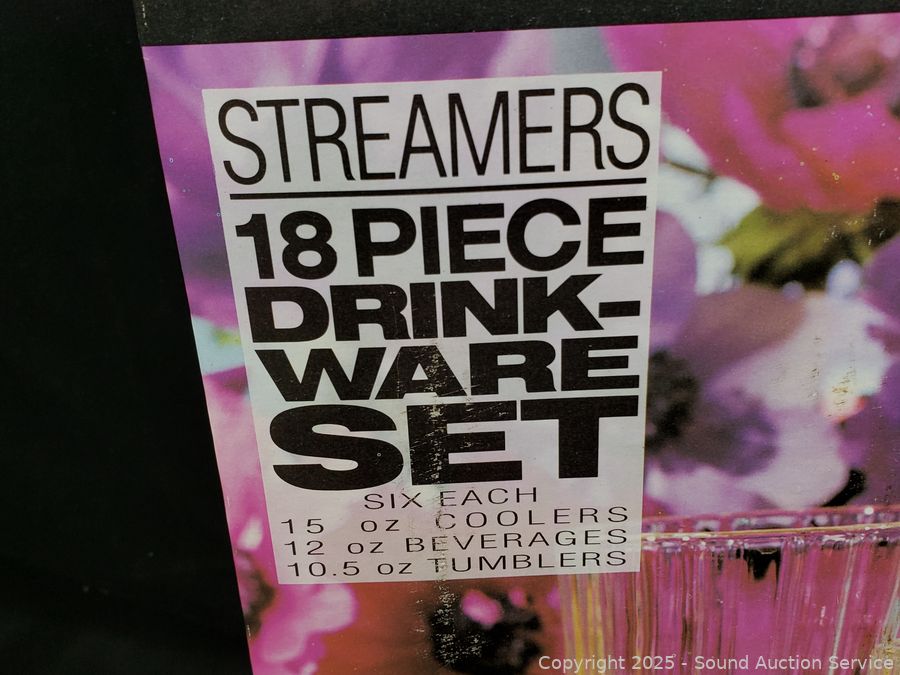 STREAMERS
18 PIECE
DRINK-
WARE
SET
SIX EACH
15 oz COOLERS
12 oz BEVERAGES
10.5 oz TUMBLERS
Copyright 2025 - Sound Auction Service